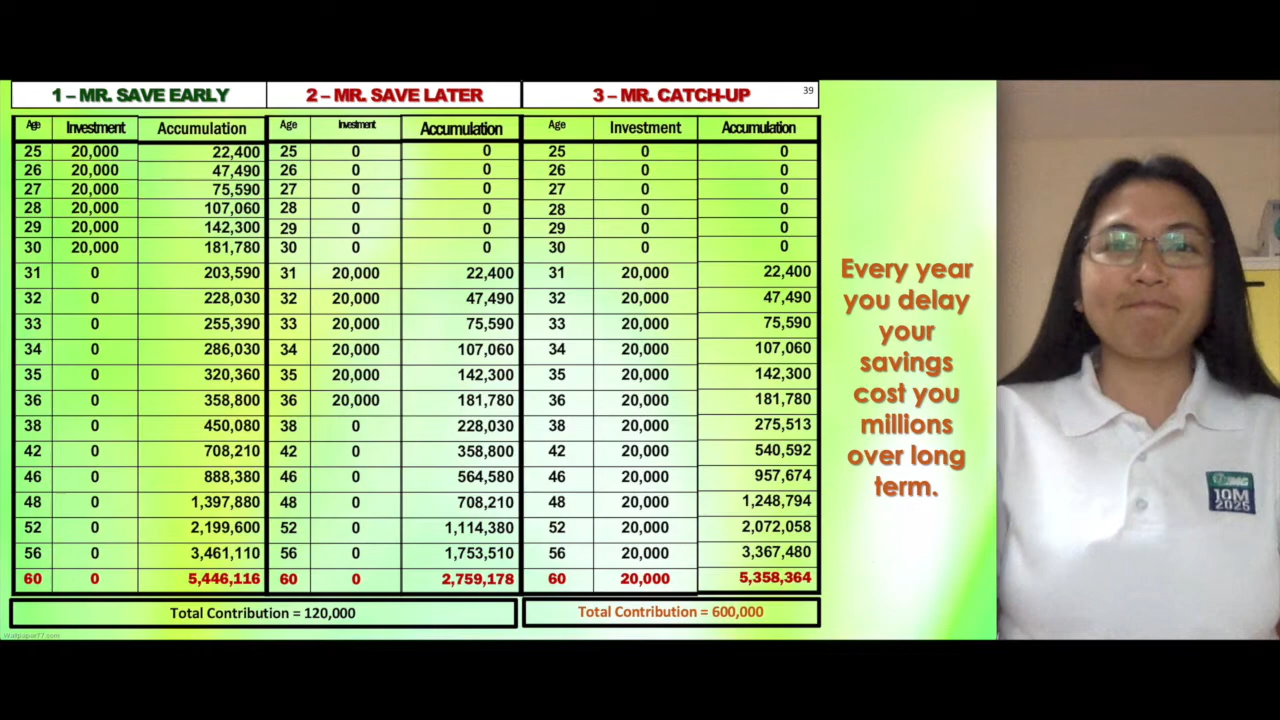 1 – MR. SAVE EARLY 2 – MR. SAVE LATER 3 – MR. CATCH-UP 39
Age Investment Accumulation Age Investment Accumulation Age Investment Accumulation
25 20,000 22,400 25 0 0 25 0 0
26 20,000 47,490 26 0 0 26 0 0
27 20,000 75,590 27 0 0 27 0 0
28 20,000 107,060 28 0 0 28 0 0
29 20,000 142,300 29 0 0 29 0 0
30 20,000 181,780 30 0 0 30 0 0
31 0 203,590 31 20,000 22,400 31 20,000 22,400
32 0 228,030 32 20,000 47,490 32 20,000 47,490
33 0 255,390 33 20,000 75,590 33 20,000 75,590
34 0 286,030 34 20,000 107,060 34 20,000 107,060
35 0 320,360 35 20,000 142,300 35 20,000 142,300
36 0 358,800 36 20,000 181,780 36 20,000 181,780
38 0 450,080 38 0 228,030 38 20,000 275,513
42 0 708,210 42 0 358,800 42 20,000 540,592
46 0 888,380 46 0 564,580 46 20,000 957,674
48 0 1,397,880 48 0 708,210 48 20,000 1,248,794
52 0 2,199,600 52 0 1,114,380 52 20,000 2,072,058
56 0 3,461,110 56 0 1,753,510 56 20,000 3,367,480
60 0 5,446,116 60 0 2,759,178 60 20,000 5,358,364
Total Contribution = 120,000 Total Contribution = 600,000
Wallpaper77.com
Every year
you delay
your
savings
cost you
millions
over long
term.
IMG
10M
2025